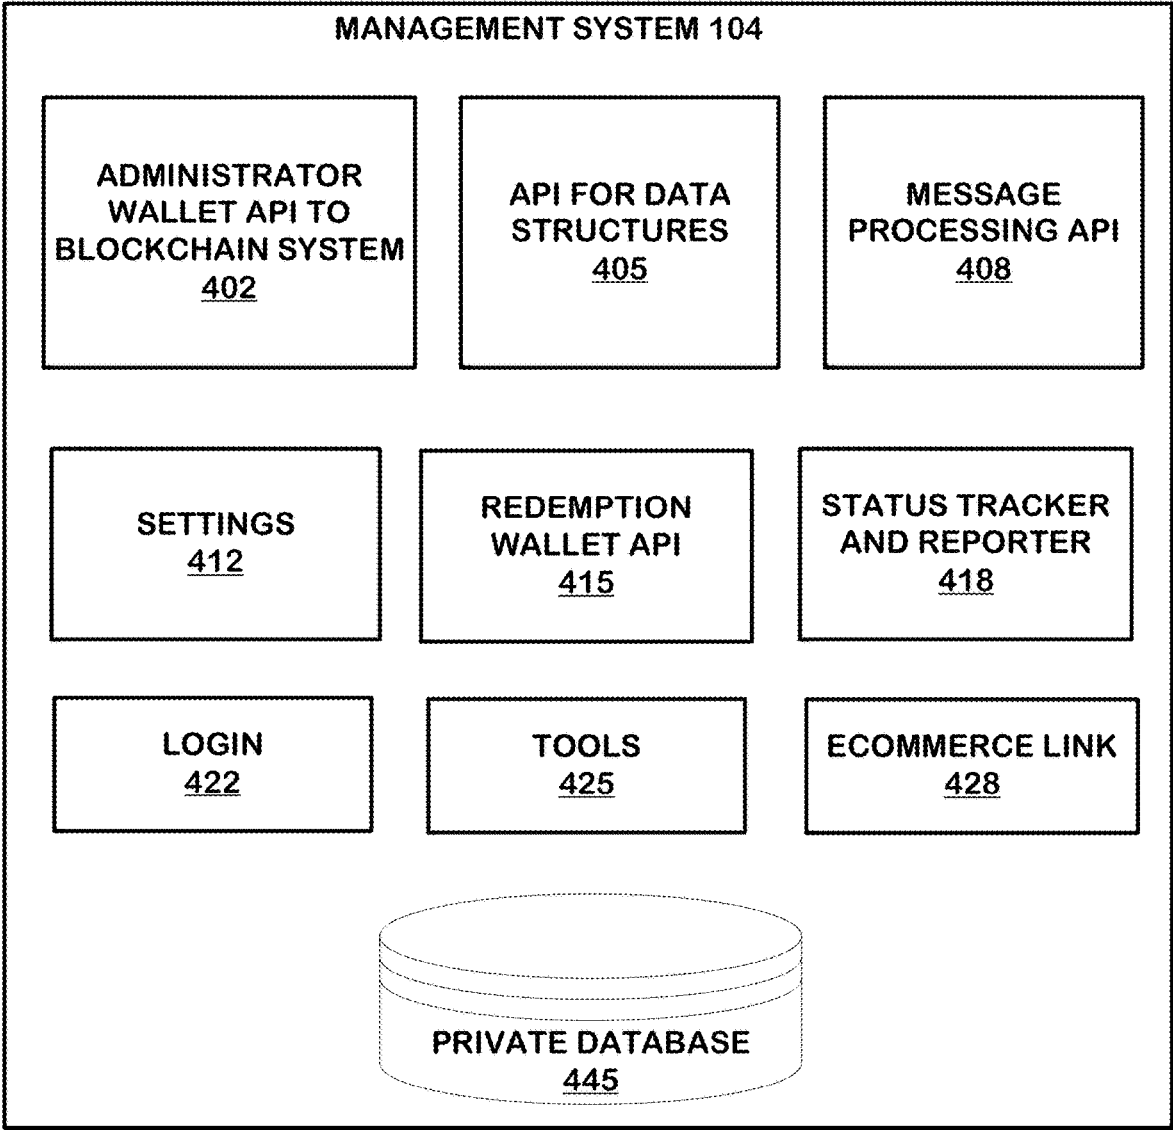 MANAGEMENT SYSTEM 104
ADMINISTRATOR
WALLET API TO
BLOCKCHAIN SYSTEM
402
API FOR DATA
STRUCTURES
405
MESSAGE
PROCESSING API
408
SETTINGS
412
REDEMPTION
WALLET API
415
STATUS TRACKER
AND REPORTER
418
LOGIN
422
TOOLS
425
ECOMMERCE LINK
428
PRIVATE DATABASE
445